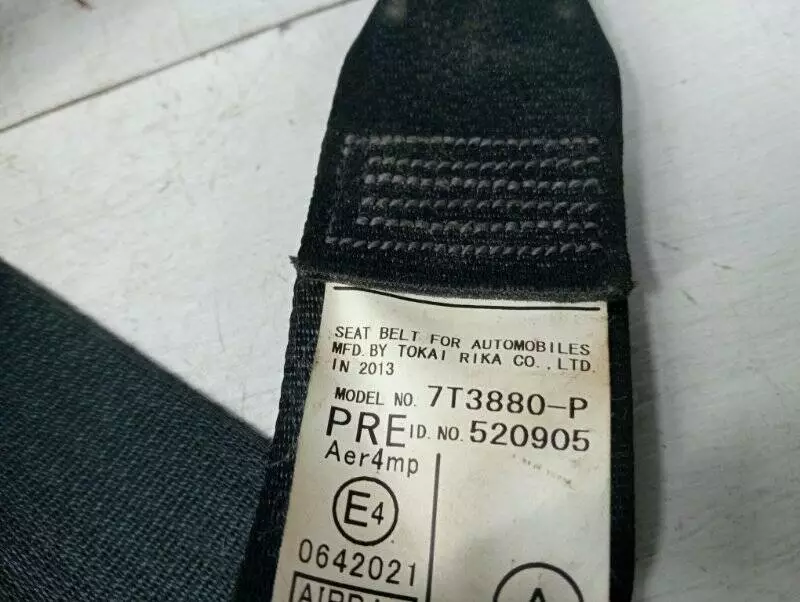 SEAT BELT FOR AUTOMOBILES
MFD. BY TOKAI RIKA CO., LTD.
IN 2013
MODEL NO. 7T3880-P
PRE ID. NO. 520905
Aer4mp
E4
0642021
A